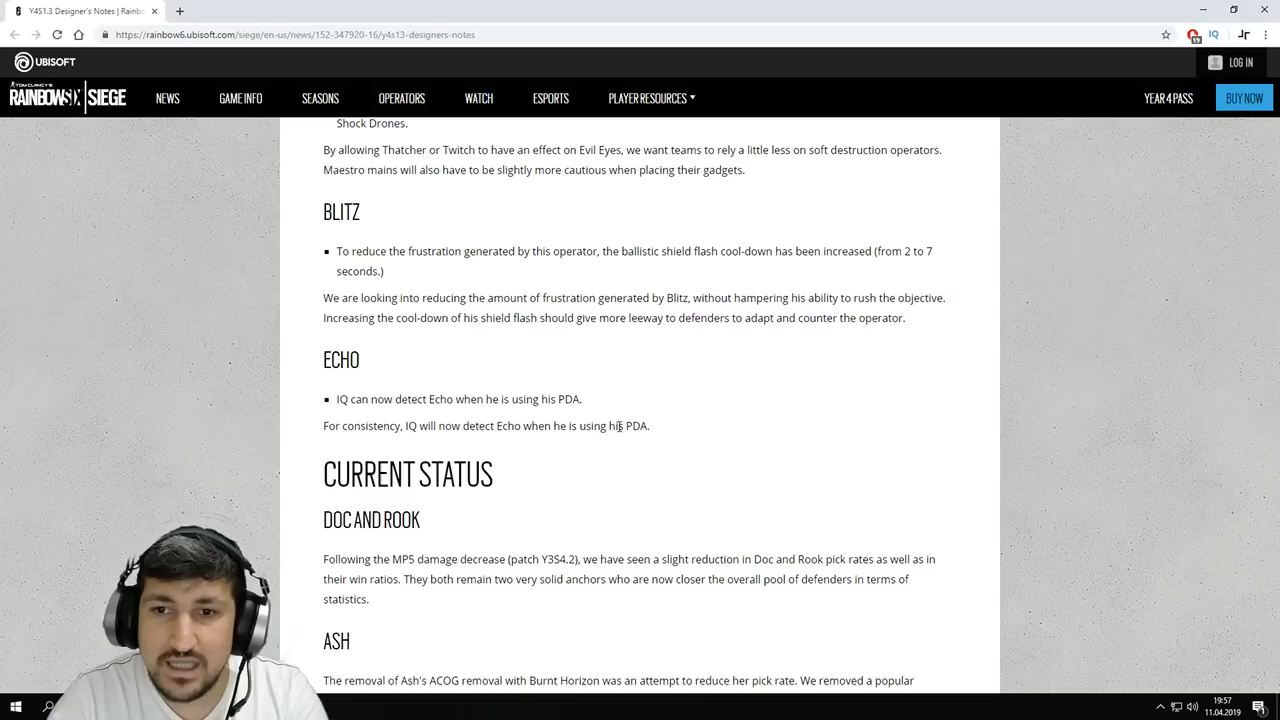 Y4S1.3 Designer's Notes | Rainb
https://rainbow6.ubisoft.com/siege/en-us/news/152-347920-16/y4s13-designers-notes
19
IQ
UBISOFT
LOG IN
TOM CLANCY'S
RAINBOWSIX | SIEGE
NEWS
GAME INFO
SEASONS
OPERATORS
WATCH
ESPORTS
PLAYER RESOURCES
YEAR 4 PASS
BUY NOW
Shock Drones.
By allowing Thatcher or Twitch to have an effect on Evil Eyes, we want teams to rely a little less on soft destruction operators.
Maestro mains will also have to be slightly more cautious when placing their gadgets.
BLITZ
▪ To reduce the frustration generated by this operator, the ballistic shield flash cool-down has been increased (from 2 to 7
seconds.)
We are looking into reducing the amount of frustration generated by Blitz, without hampering his ability to rush the objective.
Increasing the cool-down of his shield flash should give more leeway to defenders to adapt and counter the operator.
ECHO
▪ IQ can now detect Echo when he is using his PDA.
For consistency, IQ will now detect Echo when he is using his PDA.
CURRENT STATUS
DOC AND ROOK
Following the MP5 damage decrease (patch Y3S4.2), we have seen a slight reduction in Doc and Rook pick rates as well as in
their win ratios. They both remain two very solid anchors who are now closer the overall pool of defenders in terms of
statistics.
ASH
The removal of Ash's ACOG removal with Burnt Horizon was an attempt to reduce her pick rate. We removed a popular
19:57
11.04.2019
1